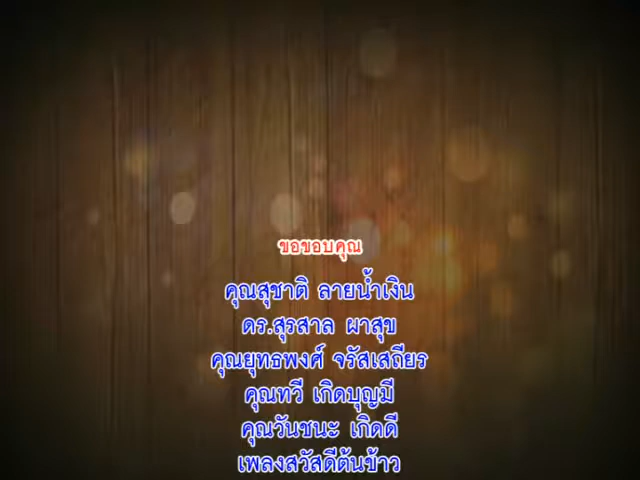 ขอขอบคุณ
คุณสุชาติ ลายน้ำเงิน
ดร.สุรสาล ผาสุข
คุณยุทธพงศ์ จรัสเสถียร
คุณทวี เกิดบุญมี
คุณวันชนะ เกิดดี
เพลงสวัสดีต้นข้าว